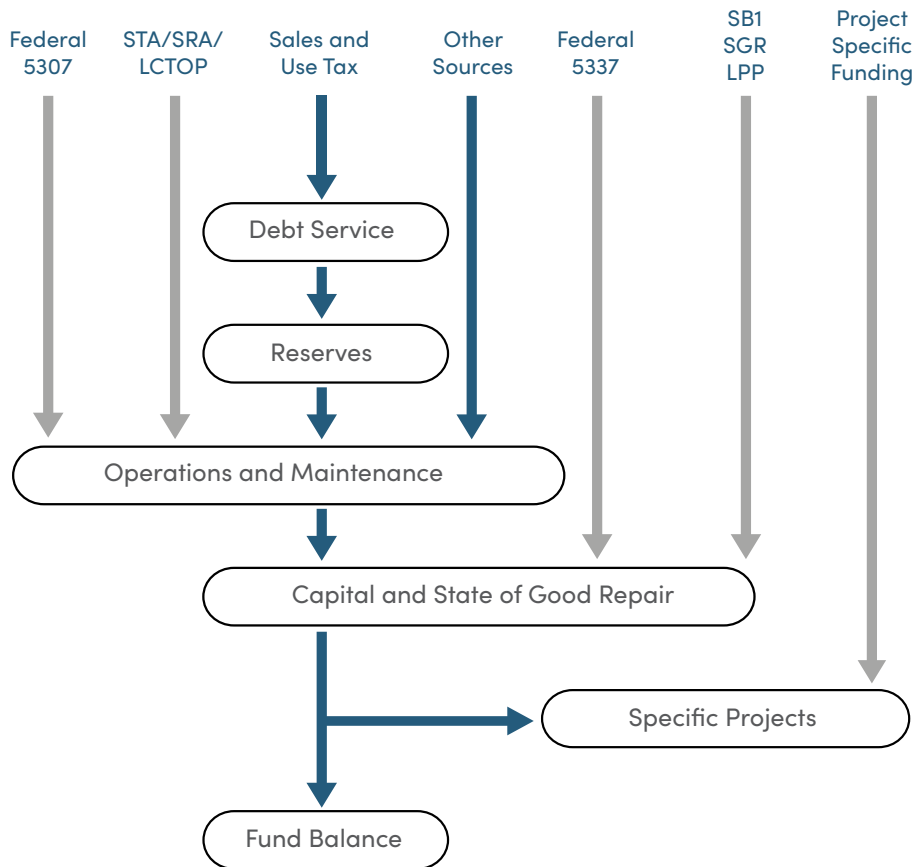 Federal
5307
STA/SRA/
LCTOP
Sales and
Use Tax
Other
Sources
Federal
5337
SB1
SGR
LPP
Project
Specific
Funding
Debt Service
Reserves
Operations and Maintenance
Capital and State of Good Repair
Specific Projects
Fund Balance